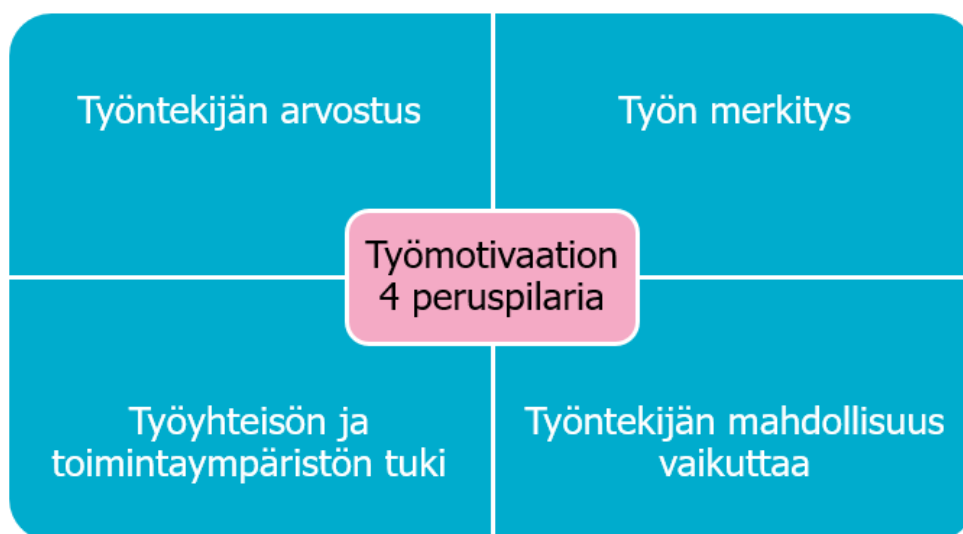 Työntekijän arvostus
Työn merkitys
Työmotivaation
4 peruspilaria
Työyhteisön ja
toimintaympäristön tuki
Työntekijän mahdollisuus
vaikuttaa